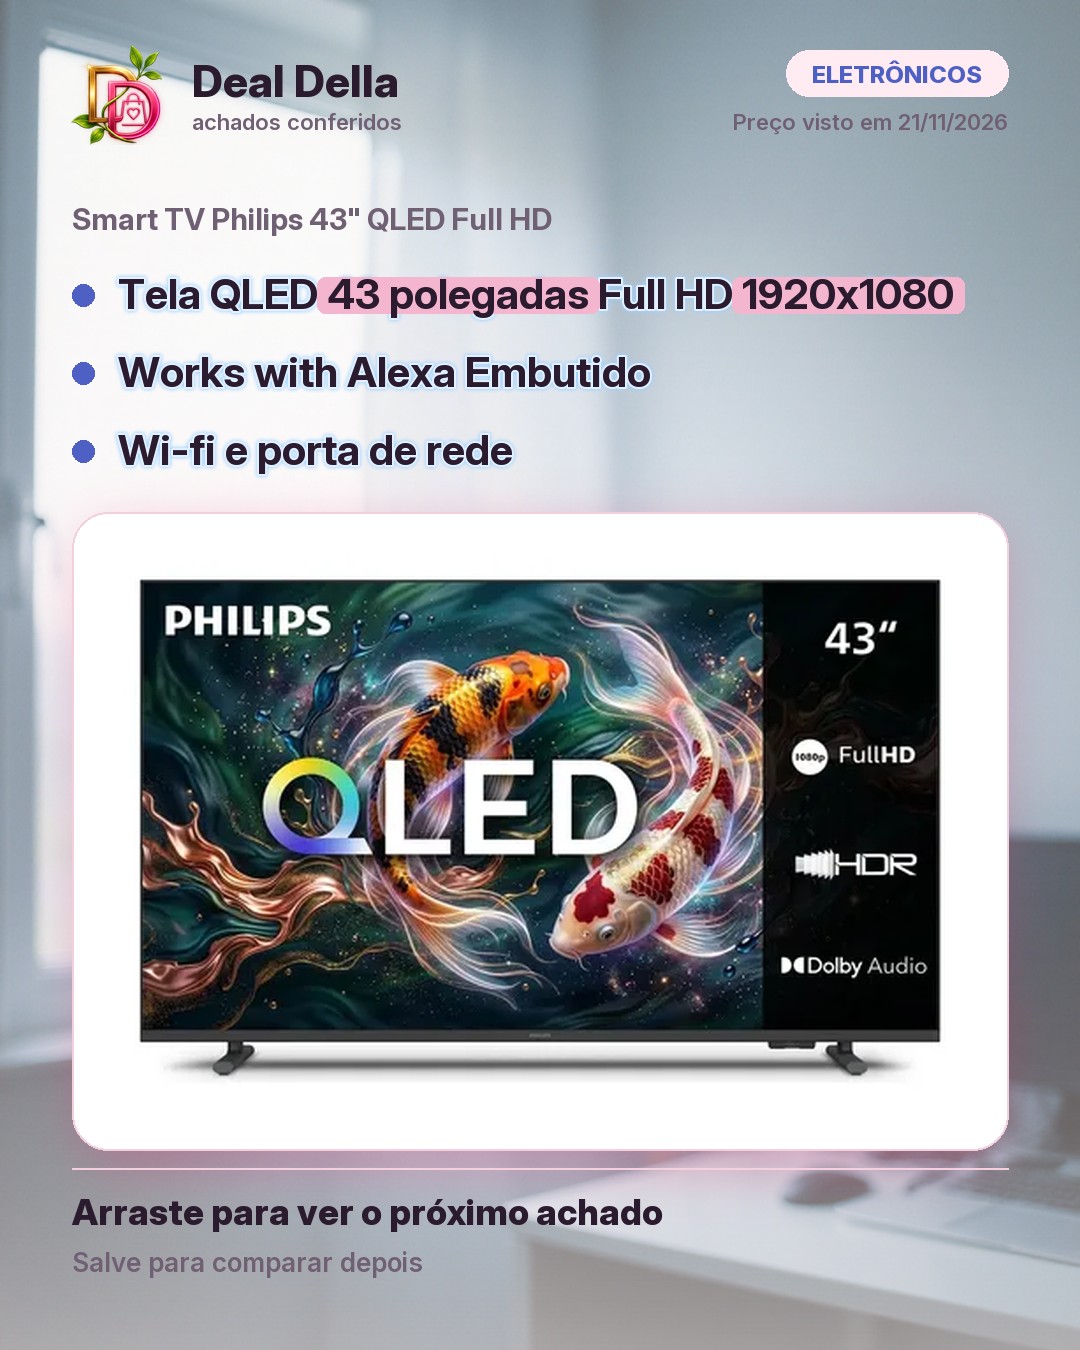 Deal Della
achados conferidos
ELETRÔNICOS
Preço visto em 21/11/2026
Smart TV Philips 43" QLED Full HD
Tela QLED 43 polegadas Full HD 1920x1080
Works with Alexa Embutido
Wi-fi e porta de rede
PHILIPS
QLED
43“
1080p FullHD
HDR
Dolby Audio
Arraste para ver o próximo achado
Salve para comparar depois